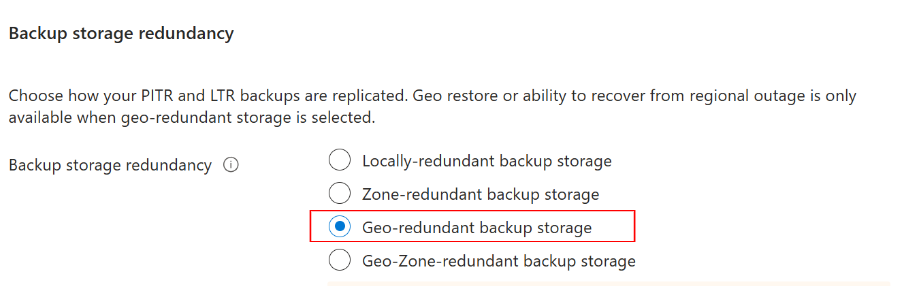 Backup storage redundancy
Choose how your PITR and LTR backups are replicated. Geo restore or ability to recover from regional outage is only
available when geo-redundant storage is selected.
Backup storage redundancy
Locally-redundant backup storage
Zone-redundant backup storage
Geo-redundant backup storage
Geo-Zone-redundant backup storage